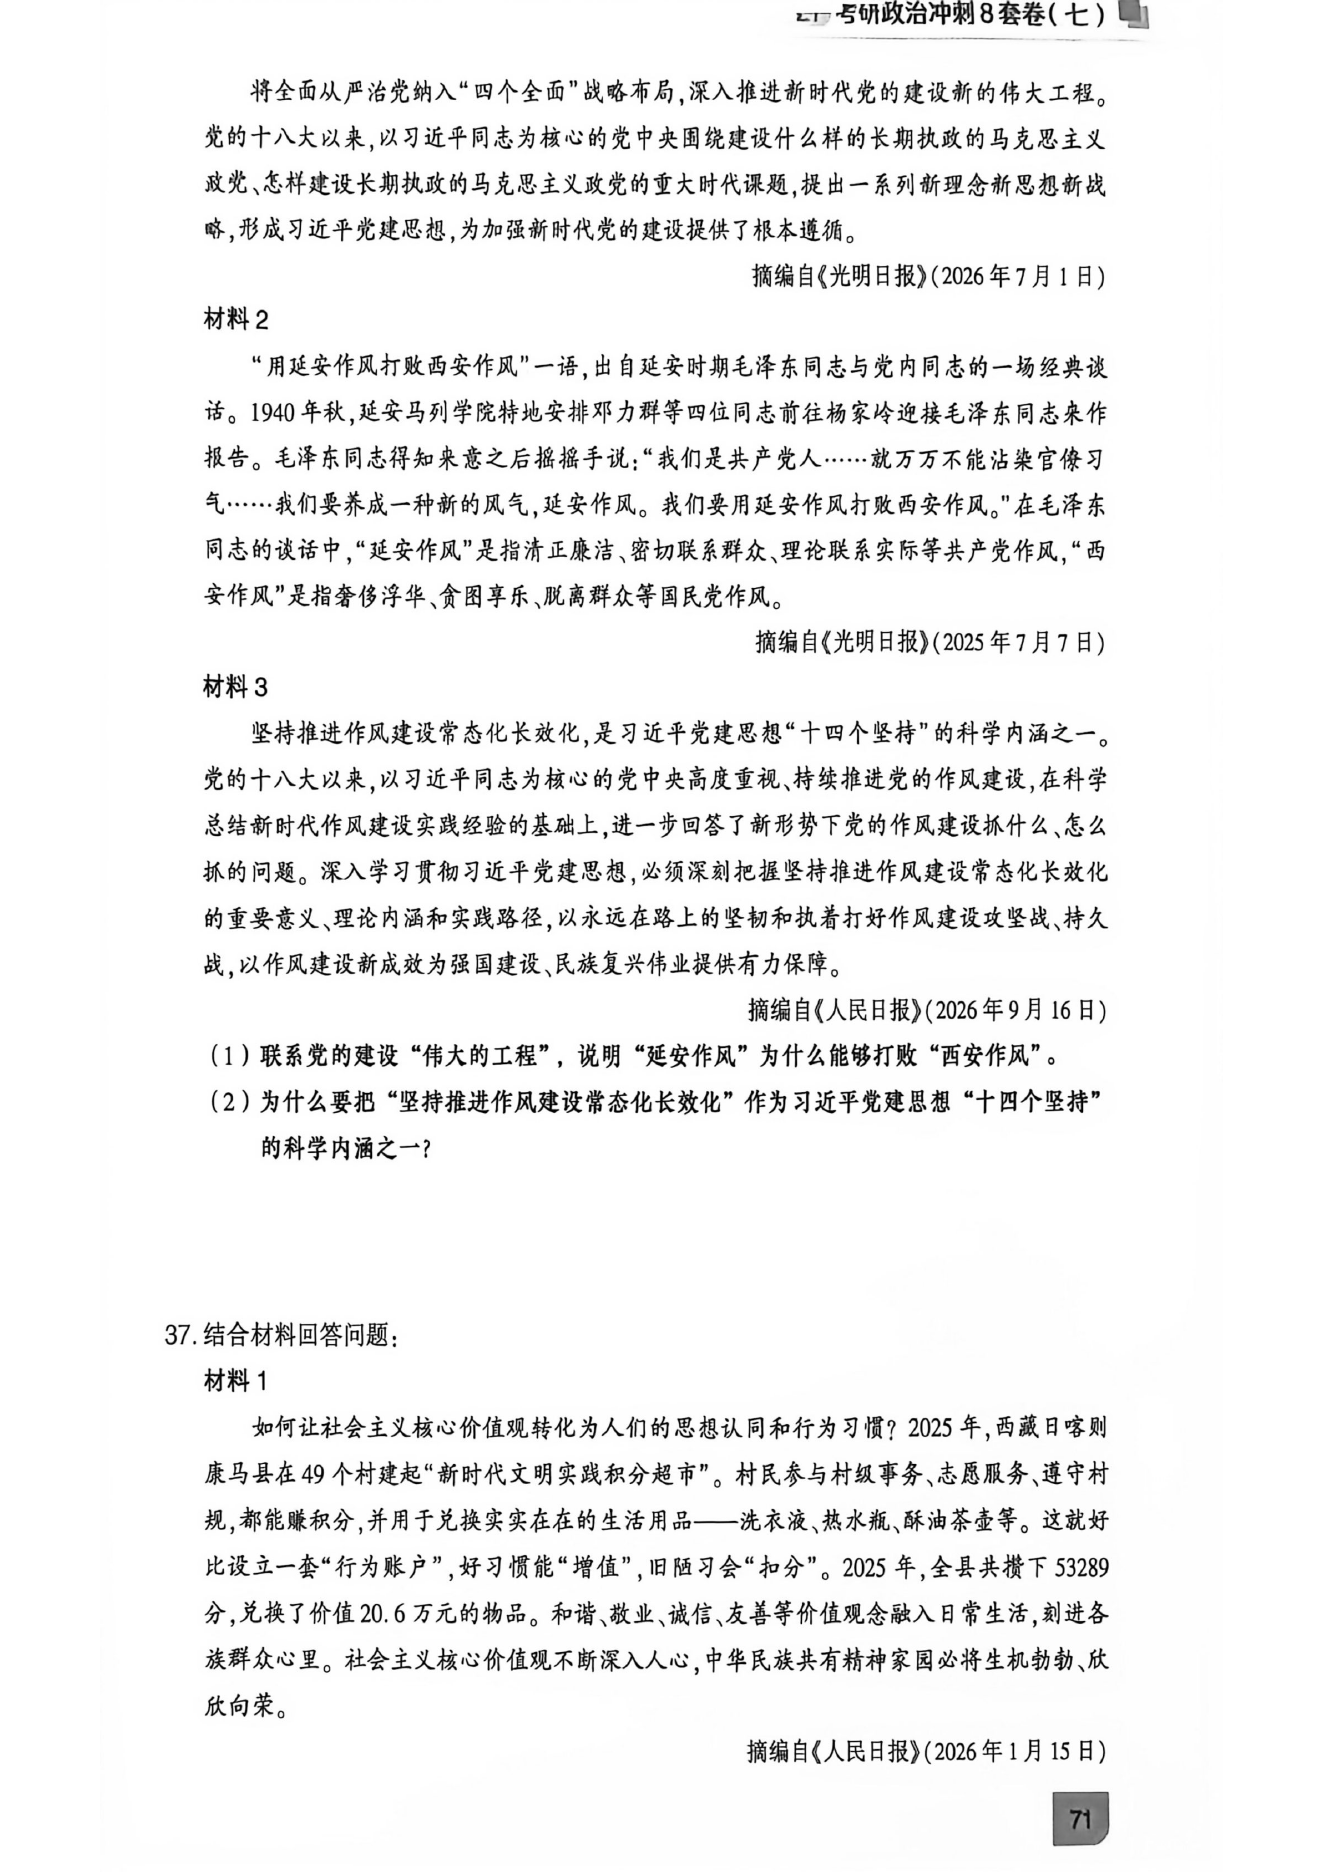 考研政治冲刺8套卷(七)
将全面从严治党纳入“四个全面”战略布局,深入推进新时代党的建设新的伟大工程。
党的十八大以来,以习近平同志为核心的党中央围绕建设什么样的长期执政的马克思主义
政党、怎样建设长期执政的马克思主义政党的重大时代课题,提出一系列新理念新思想新战
略,形成习近平党建思想,为加强新时代党的建设提供了根本遵循。
摘编自《光明日报》(2026年7月1日)
材料2
“用延安作风打败西安作风”一语,出自延安时期毛泽东同志与党内同志的一场经典谈
话。1940年秋,延安马列学院特地安排邓力群等四位同志前往杨家岭迎接毛泽东同志来作
报告。毛泽东同志得知来意之后摇摇手说:“我们是共产党人……就万万不能沾染官僚习
气……我们要养成一种新的风气,延安作风。我们要用延安作风打败西安作风。”在毛泽东
同志的谈话中,“延安作风”是指清正廉洁、密切联系群众、理论联系实际等共产党作风,“西
安作风”是指奢侈浮华、贪图享乐、脱离群众等国民党作风。
摘编自《光明日报》(2025年7月7日)
材料3
坚持推进作风建设常态化长效化,是习近平党建思想“十四个坚持”的科学内涵之一。
党的十八大以来,以习近平同志为核心的党中央高度重视、持续推进党的作风建设,在科学
总结新时代作风建设实践经验的基础上,进一步回答了新形势下党的作风建设抓什么、怎么
抓的问题。深入学习贯彻习近平党建思想,必须深刻把握坚持推进作风建设常态化长效化
的重要意义、理论内涵和实践路径,以永远在路上的坚韧和执着打好作风建设攻坚战、持久
战,以作风建设新成效为强国建设、民族复兴伟业提供有力保障。
摘编自《人民日报》(2026年9月16日)
(1)联系党的建设“伟大的工程”,说明“延安作风”为什么能够打败“西安作风”。
(2)为什么要把“坚持推进作风建设常态化长效化”作为习近平党建思想“十四个坚持”
的科学内涵之一?
37.结合材料回答问题:
材料1
如何让社会主义核心价值观转化为人们的思想认同和行为习惯?2025年,西藏日喀则
康马县在49个村建起“新时代文明实践积分超市”。村民参与村级事务、志愿服务、遵守村
规,都能赚积分,并用于兑换实实在在的生活用品——洗衣液、热水瓶、酥油茶壶等。这就好
比设立一套“行为账户”,好习惯能“增值”,旧陋习会“扣分”。2025年,全县共攒下53289
分,兑换了价值20.6万元的物品。和谐、敬业、诚信、友善等价值观念融入日常生活,刻进各
族群众心里。社会主义核心价值观不断深入人心,中华民族共有精神家园必将生机勃勃、欣
欣向荣。
摘编自《人民日报》(2026年1月15日)
71